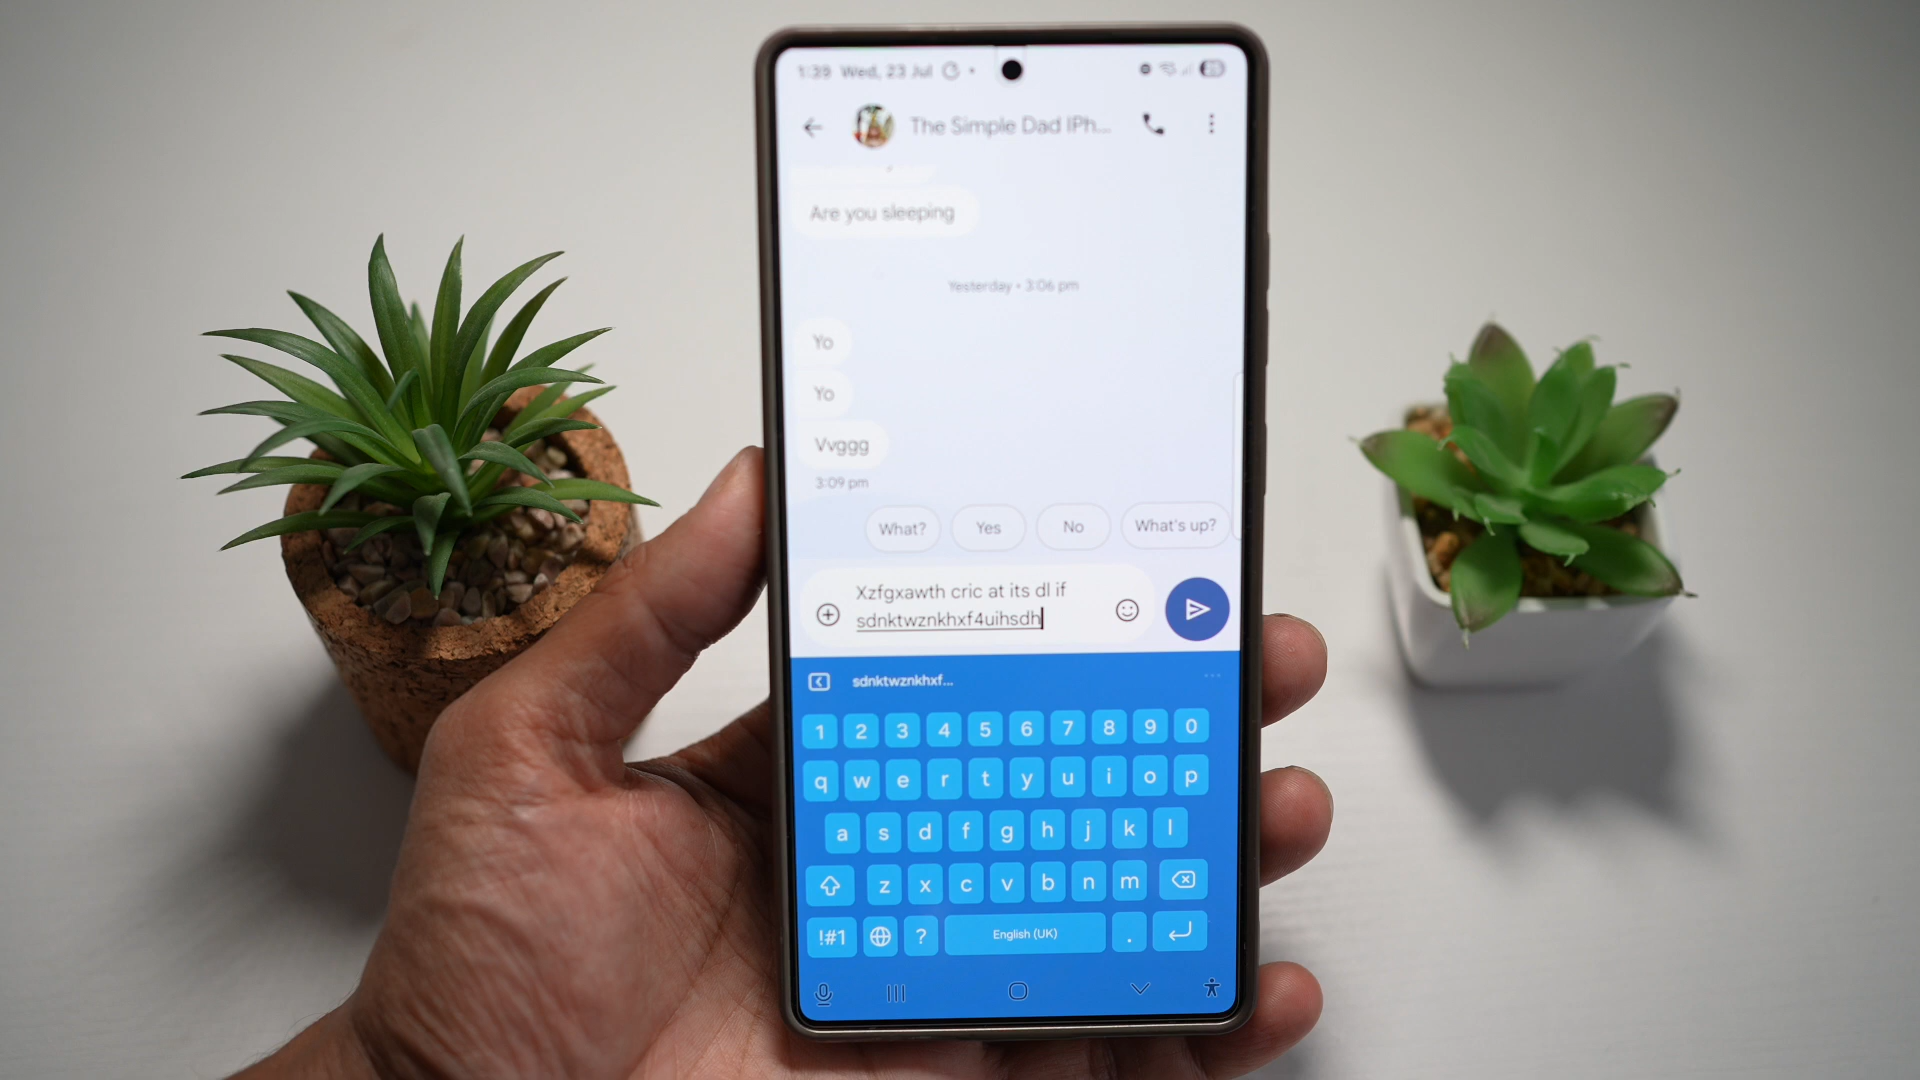 1:39 Wed, 23 Jul
The Simple Dad IPh...
Are you sleeping
Yesterday • 3:06 pm
Yo
Yo
Vvggg
3:09 pm
What? Yes No What's up?
Xzfgxawth cric at its dl if
sdnktwznkhxf4uihsdh
sdnktwznkhxf...
1 2 3 4 5 6 7 8 9 0
q w e r t y u i o p
a s d f g h j k l
z x c v b n m
!#1 ? English (UK) .